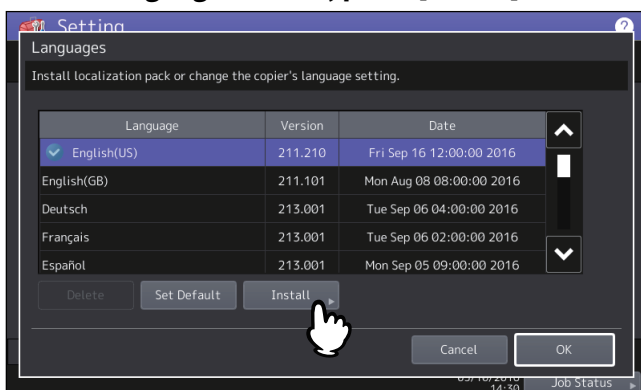 Setting
?
Languages
Install localization pack or change the copier's language setting.
Language Version Date
English(US) 211.210 Fri Sep 16 12:00:00 2016
English(GB) 211.101 Mon Aug 08 08:00:00 2016
Deutsch 213.001 Tue Sep 06 04:00:00 2016
Français 213.001 Tue Sep 06 02:00:00 2016
Español 213.001 Mon Sep 05 09:00:00 2016
Delete Set Default Install
Cancel OK
14:30 Job Status